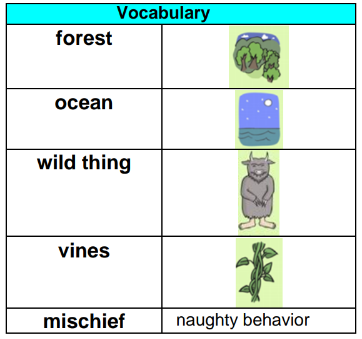 Vocabulary
forest
ocean
wild thing
vines
mischief naughty behavior